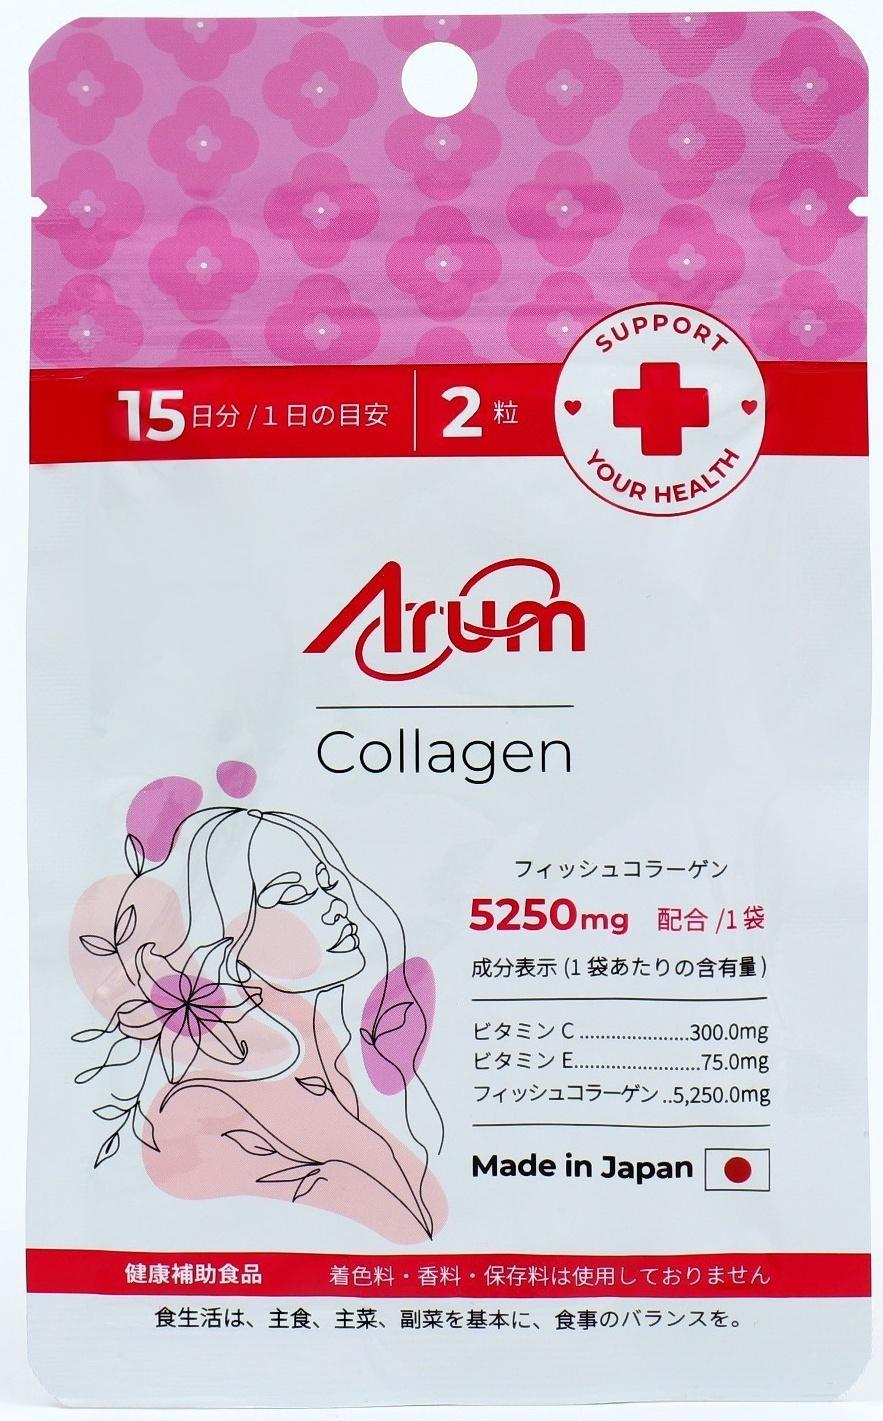 SUPPORT
YOUR HEALTH
15日分 / 1日の目安 2 粒
Arum
Collagen
フィッシュコラーゲン
5250mg 配合 /1袋
成分表示 (1 袋あたりの含有量)
ビタミン C ......................300.0mg
ビタミン E.........................75.0mg
フィッシュコラーゲン ..5,250.0mg
Made in Japan
健康補助食品 着色料・香料・保存料は使用しておりません
食生活は、主食、主菜、副菜を基本に、食事のバランスを。